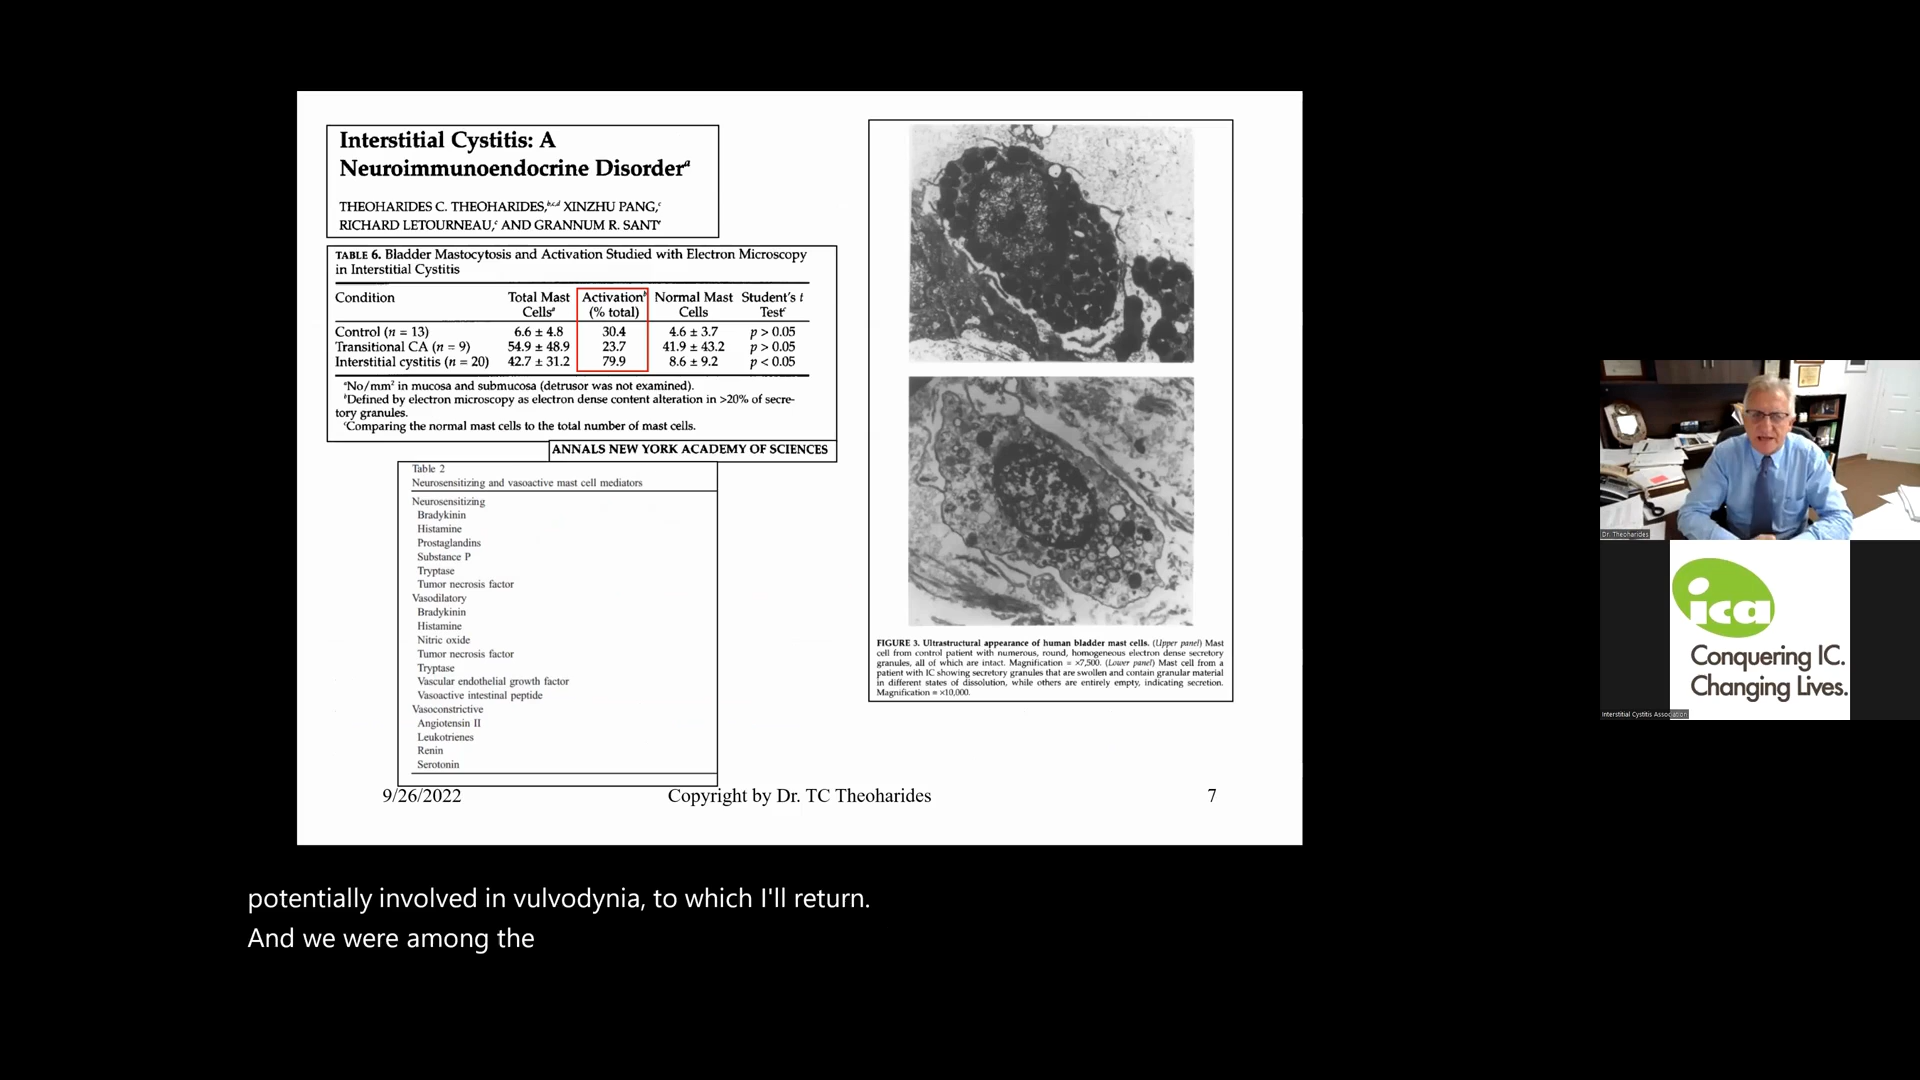 Interstitial Cystitis: A
Neuroimmunoendocrine Disorderᵃ
THEOHARIDES C. THEOHARIDES,ᵇ,ᶜ,ᵈ XINZHU PANG,ᶜ
RICHARD LETOURNEAU,ᶜ AND GRANNUM R. SANTᵉ
TABLE 6. Bladder Mastocytosis and Activation Studied with Electron Microscopy
in Interstitial Cystitis
Condition Total Mast Cellsᵃ Activationᵇ (% total) Normal Mast Cells Student's t Testᶜ
Control (n = 13) 6.6 ± 4.8 30.4 4.6 ± 3.7 p > 0.05
Transitional CA (n = 9) 54.9 ± 48.9 23.7 41.9 ± 43.2 p > 0.05
Interstitial cystitis (n = 20) 42.7 ± 31.2 79.9 8.6 ± 9.2 p < 0.05
ᵃNo/mm² in mucosa and submucosa (detrusor was not examined).
ᵇDefined by electron microscopy as electron dense content alteration in >20% of secre-
tory granules.
ᶜComparing the normal mast cells to the total number of mast cells.
ANNALS NEW YORK ACADEMY OF SCIENCES
Table 2
Neurosensitizing and vasoactive mast cell mediators
Neurosensitizing
Bradykinin
Histamine
Prostaglandins
Substance P
Tryptase
Tumor necrosis factor
Vasodilatory
Bradykinin
Histamine
Nitric oxide
Tumor necrosis factor
Tryptase
Vascular endothelial growth factor
Vasoactive intestinal peptide
Vasoconstrictive
Angiotensin II
Leukotrienes
Renin
Serotonin
FIGURE 3. Ultrastructural appearance of human bladder mast cells. (Upper panel) Mast
cell from control patient with numerous, round, homogeneous electron dense secretory
granules, all of which are intact. Magnification = ×7,500. (Lower panel) Mast cell from a
patient with IC showing secretory granules that are swollen and contain granular material
in different states of dissolution, while others are entirely empty, indicating secretion.
Magnification = ×10,000.
9/26/2022
Copyright by Dr. TC Theoharides
7
Dr. Theoharides
ica
Conquering IC.
Changing Lives.
Interstitial Cystitis Association
potentially involved in vulvodynia, to which I'll return.
And we were among the